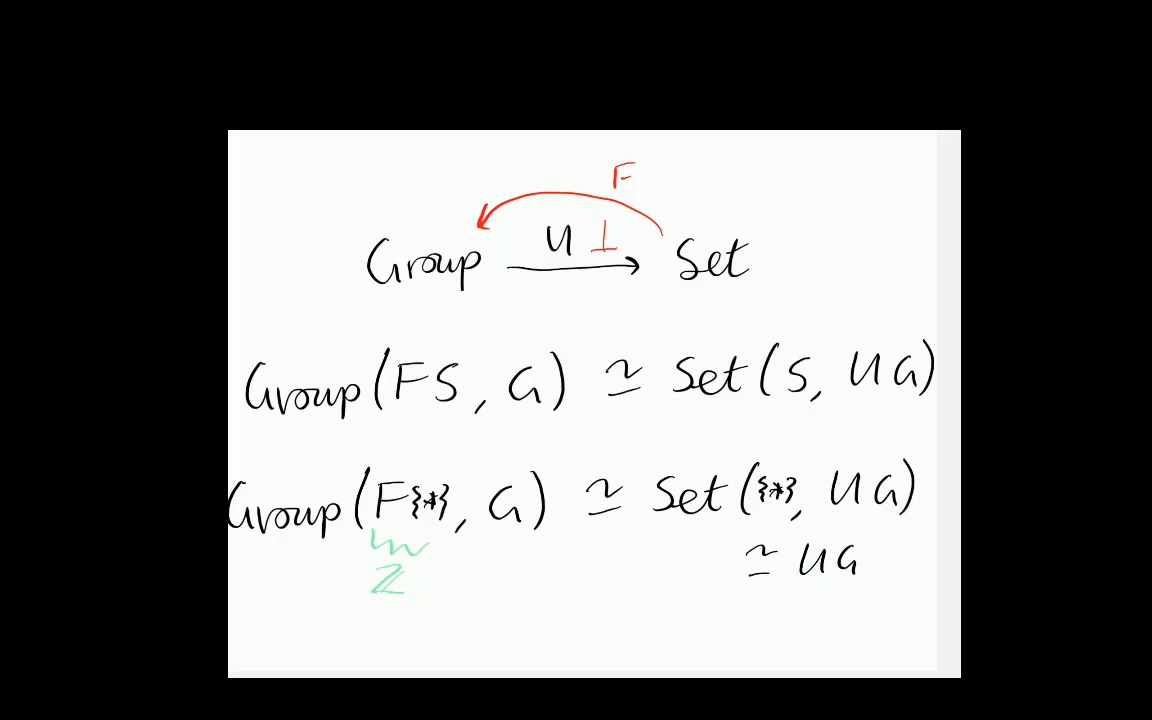 F
Group U ⊥ Set
Group(FS, G) ≃ Set(S, UG)
Group(F{*}, G) ≃ Set({*}, UG)
≃ UG
ℤ